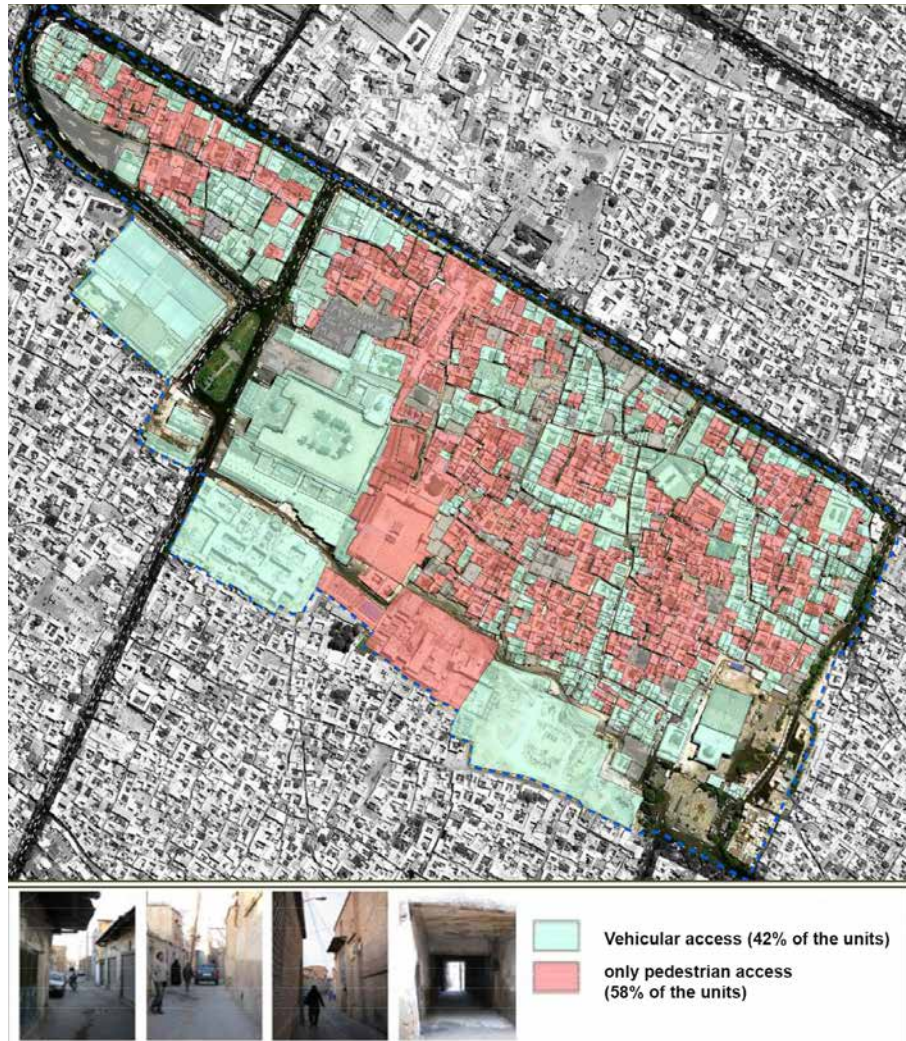 Vehicular access (42% of the units)
only pedestrian access
(58% of the units)